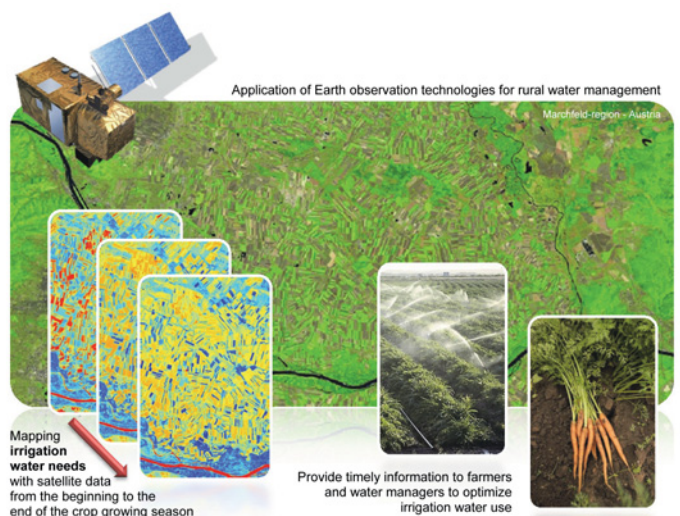 Application of Earth observation technologies for rural water management
Marchfeld-region - Austria
Mapping
irrigation
water needs
with satellite data
from the beginning to the
end of the crop growing season
Provide timely information to farmers
and water managers to optimize
irrigation water use